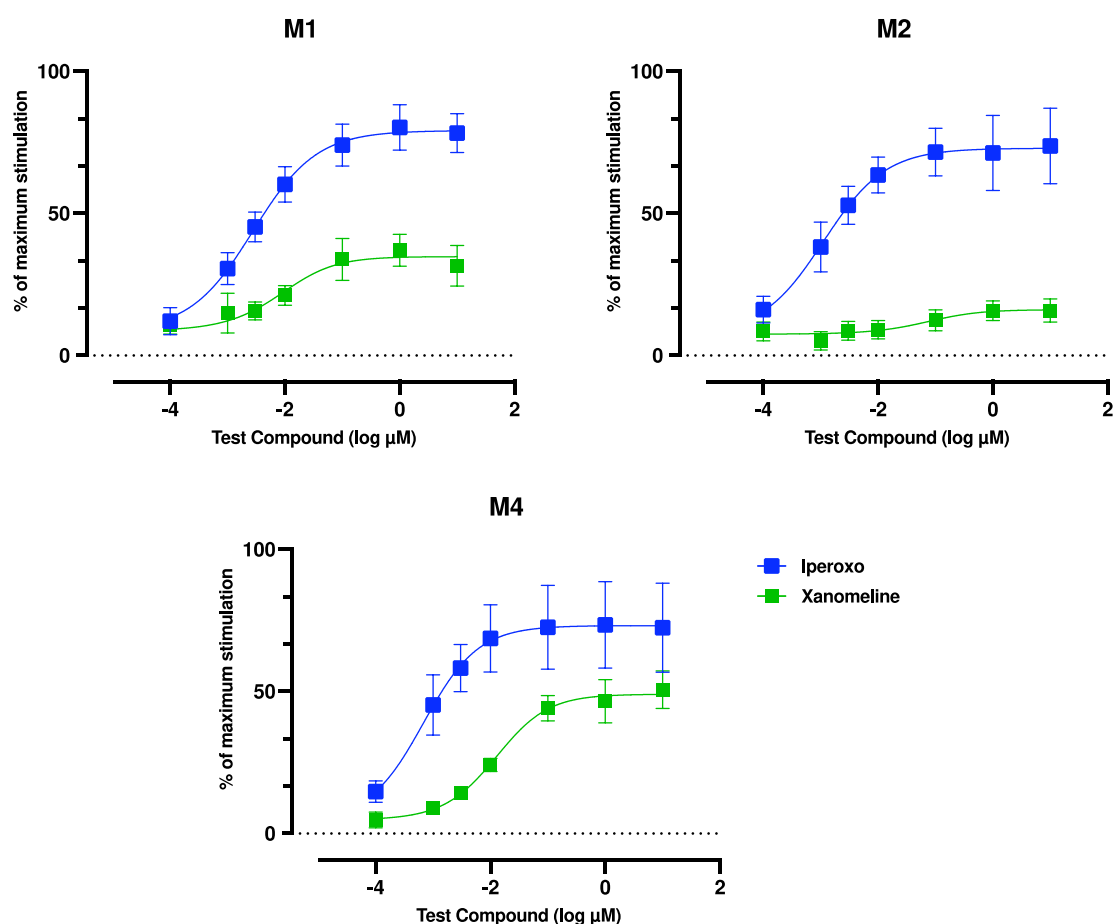 M1
% of maximum stimulation
100
50
0
-4 -2 0 2
Test Compound (log µM)
M2
% of maximum stimulation
100
50
0
-4 -2 0 2
Test Compound (log µM)
M4
% of maximum stimulation
100
50
0
-4 -2 0 2
Test Compound (log µM)
Iperoxo
Xanomeline